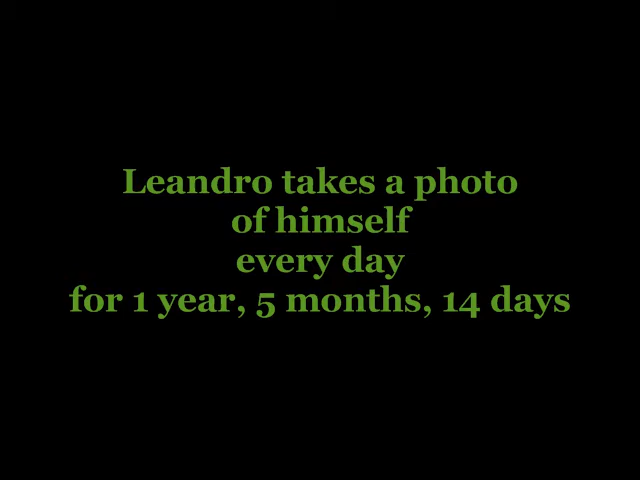 Leandro takes a photo
of himself
every day
for 1 year, 5 months, 14 days